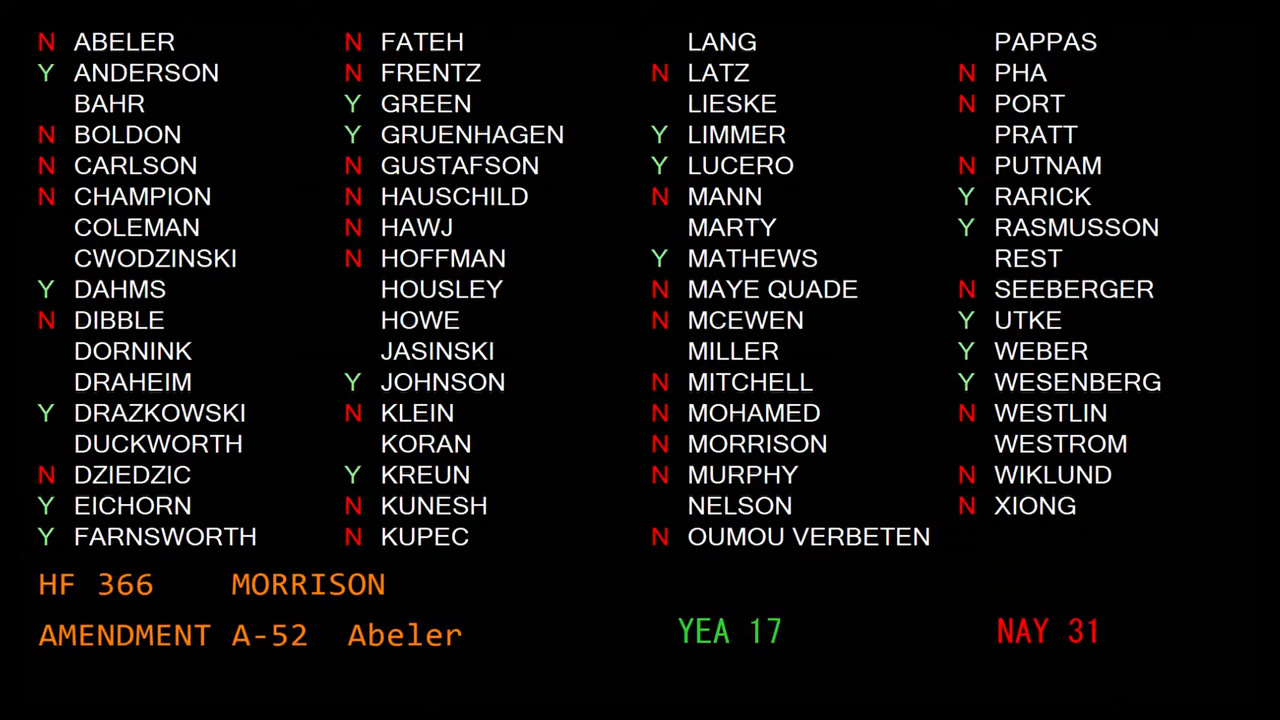 N ABELER N FATEH LANG PAPPAS
Y ANDERSON N FRENTZ N LATZ N PHA
BAHR Y GREEN LIESKE N PORT
N BOLDON Y GRUENHAGEN Y LIMMER PRATT
N CARLSON N GUSTAFSON Y LUCERO N PUTNAM
N CHAMPION N HAUSCHILD N MANN Y RARICK
COLEMAN N HAWJ MARTY Y RASMUSSON
CWODZINSKI N HOFFMAN Y MATHEWS REST
Y DAHMS HOUSLEY N MAYE QUADE N SEEBERGER
N DIBBLE HOWE N MCEWEN Y UTKE
DORNINK JASINSKI MILLER Y WEBER
DRAHEIM Y JOHNSON N MITCHELL Y WESENBERG
Y DRAZKOWSKI N KLEIN N MOHAMED N WESTLIN
DUCKWORTH KORAN N MORRISON WESTROM
N DZIEDZIC Y KREUN N MURPHY N WIKLUND
Y EICHORN N KUNESH NELSON N XIONG
Y FARNSWORTH N KUPEC N OUMOU VERBETEN
HF 366 MORRISON
AMENDMENT A-52 Abeler YEA 17 NAY 31